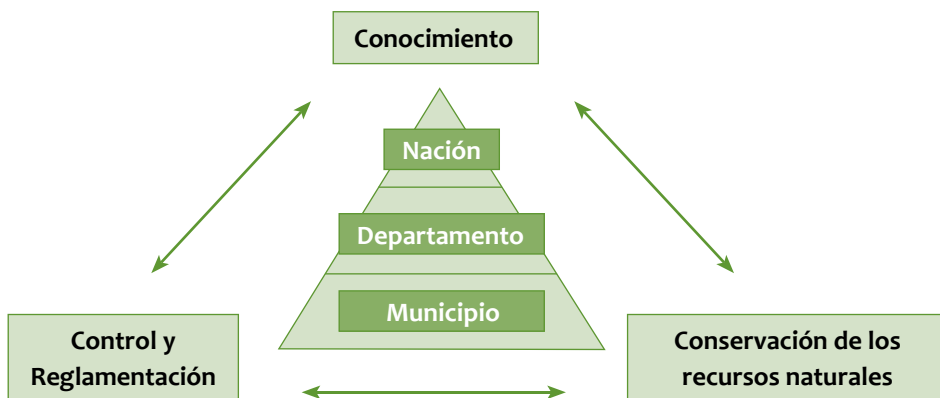 Conocimiento
Nación
Departamento
Municipio
Control y
Reglamentación
Conservación de los
recursos naturales